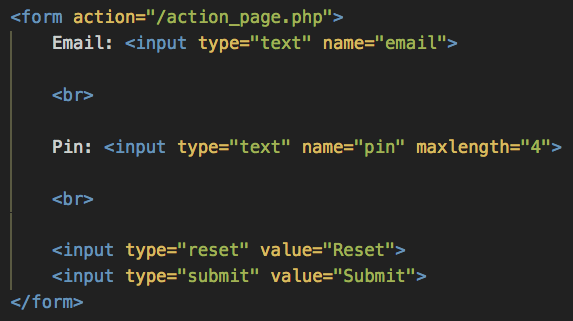 <form action="/action_page.php">
Email: <input type="text" name="email">
<br>
Pin: <input type="text" name="pin" maxlength="4">
<br>
<input type="reset" value="Reset">
<input type="submit" value="Submit">
</form>